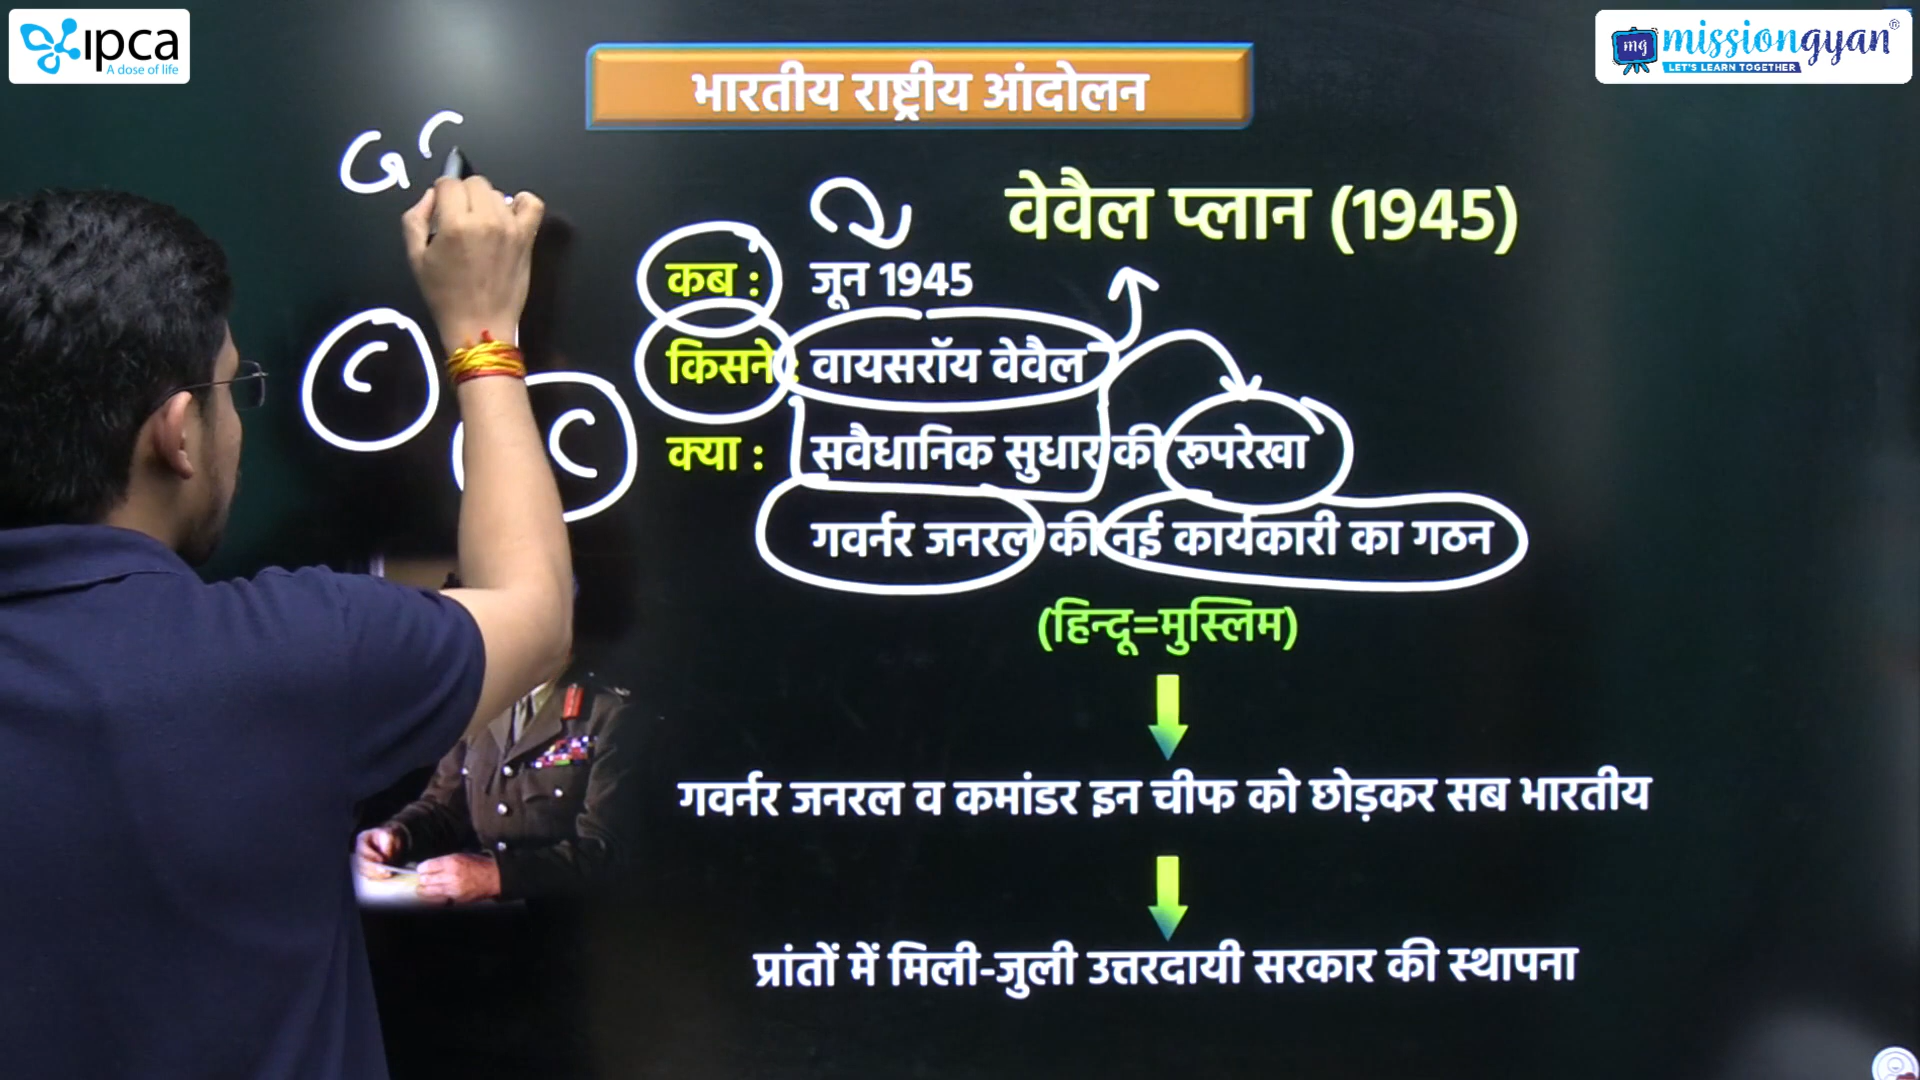 ipca
A dose of life
mg missiongyan®
LET'S LEARN TOGETHER
भारतीय राष्ट्रीय आंदोलन
G
वेवैल प्लान (1945)
कब : जून 1945
किसने : वायसरॉय वेवैल
C
क्या : सवैधानिक सुधार की रूपरेखा
C
गवर्नर जनरल की नई कार्यकारी का गठन
(हिन्दू=मुस्लिम)
गवर्नर जनरल व कमांडर इन चीफ को छोड़कर सब भारतीय
प्रांतों में मिली-जुली उत्तरदायी सरकार की स्थापना